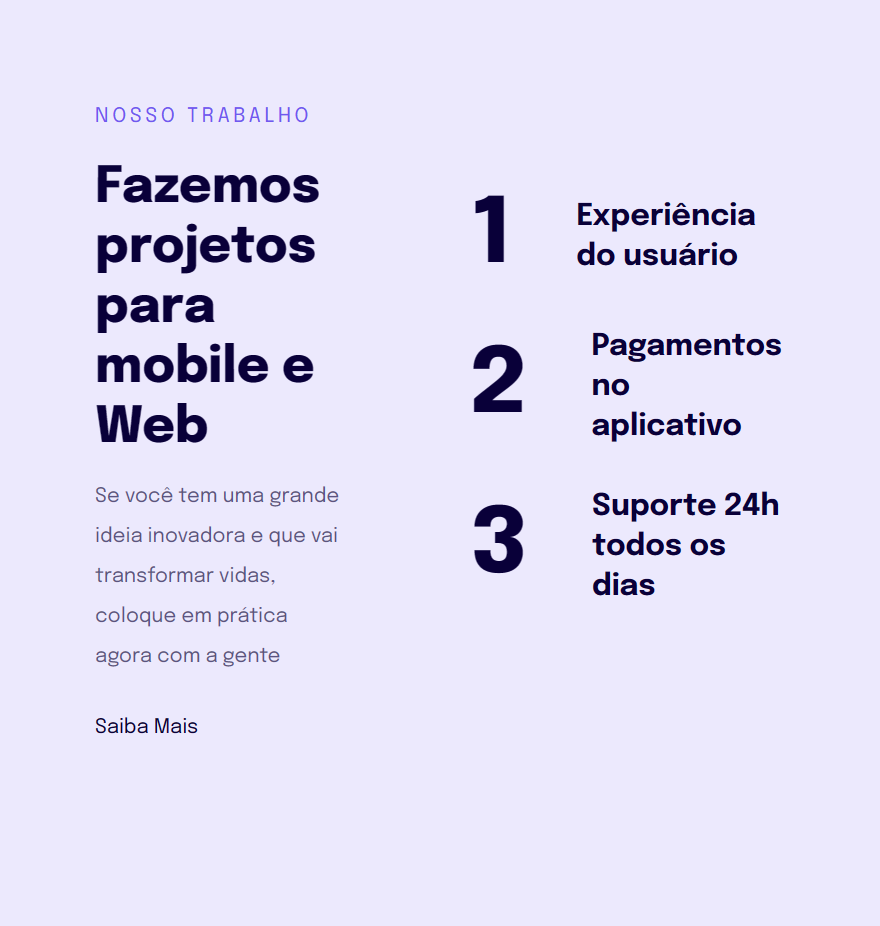 NOSSO TRABALHO
Fazemos
projetos
para
mobile e
Web
Se você tem uma grande
ideia inovadora e que vai
transformar vidas,
coloque em prática
agora com a gente
Saiba Mais
1
Experiência
do usuário
2
Pagamentos
no
aplicativo
3
Suporte 24h
todos os
dias